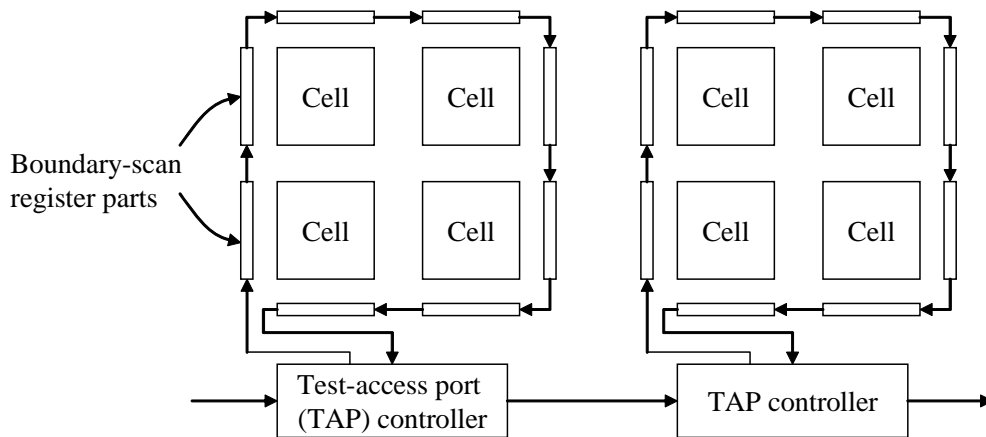 Cell
Cell
Cell
Cell
Boundary-scan
register parts
Cell
Cell
Cell
Cell
Test-access port
(TAP) controller
TAP controller